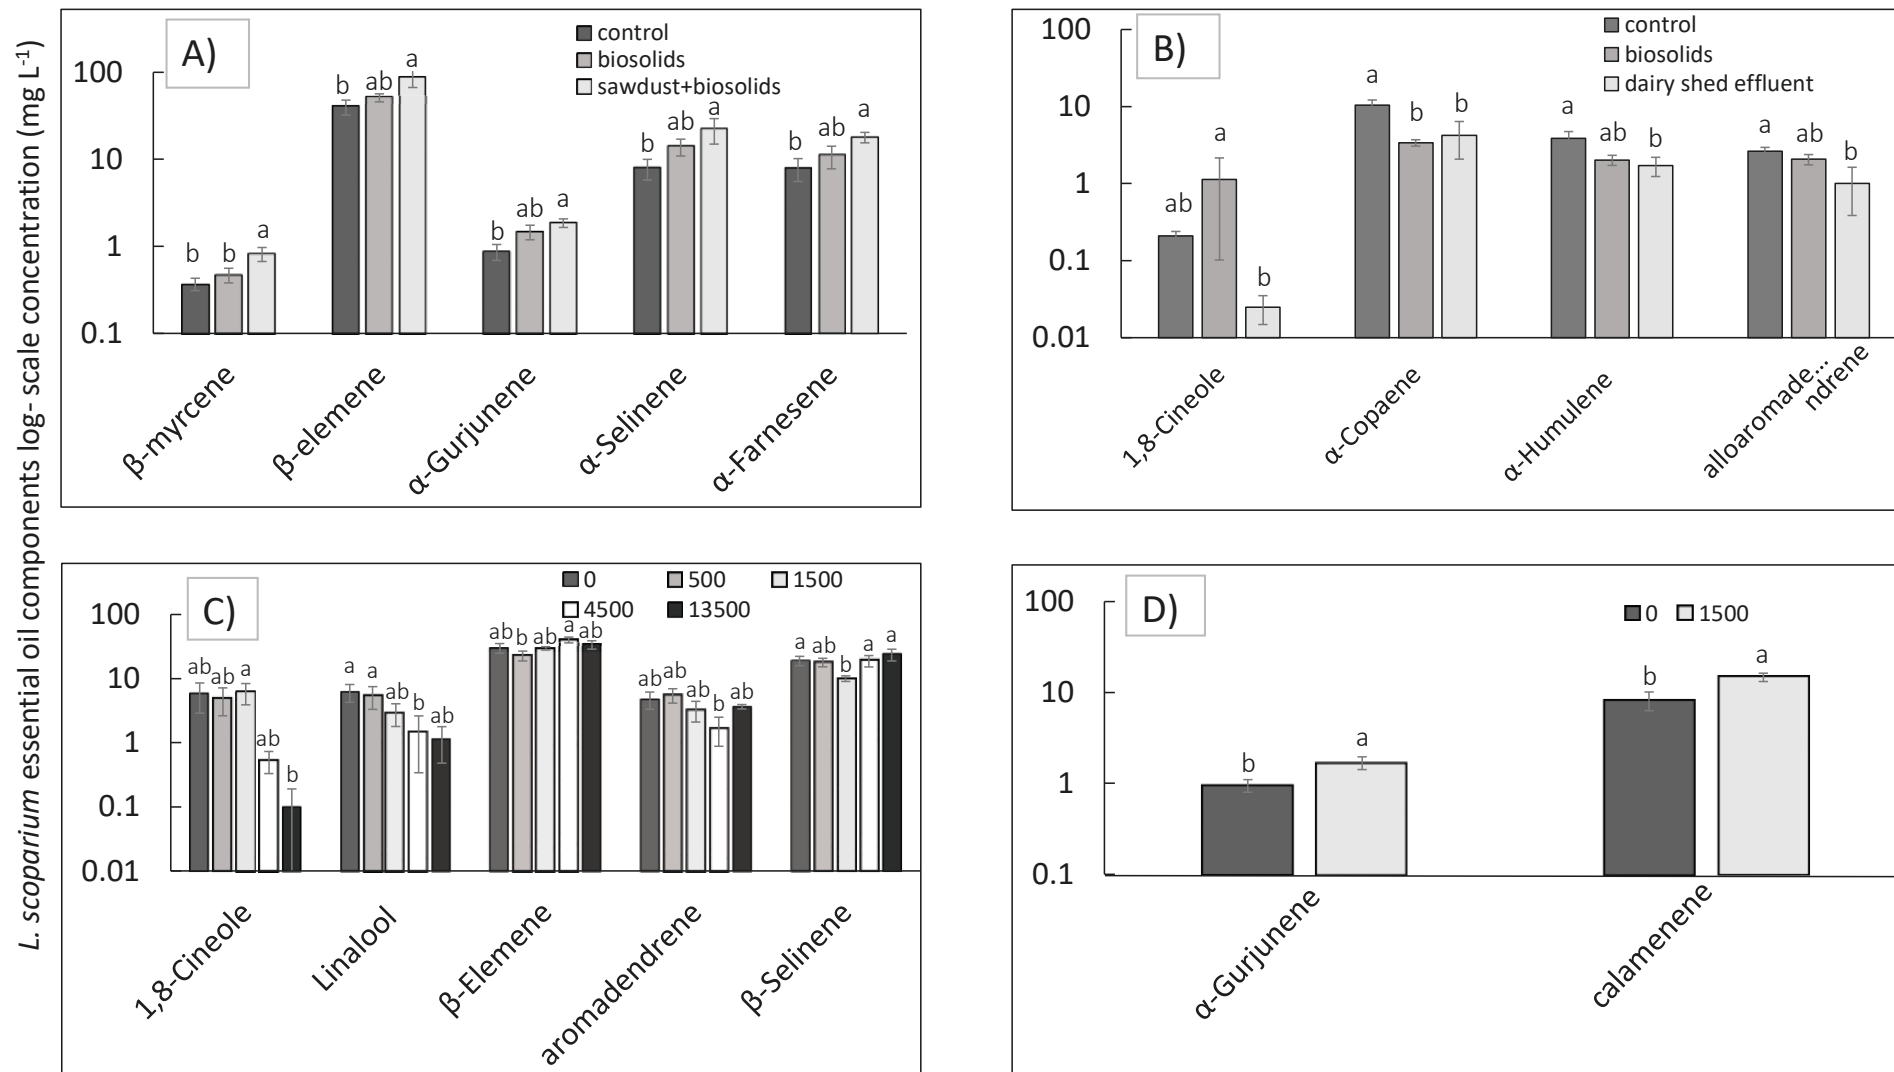 L. scoparium essential oil components log- scale concentration (mg L-1)
A)
control
biosolids
sawdust+biosolids
100
10
1
0.1
b b a
b ab a
b ab a
b ab a
b ab a
β-myrcene
β-elemene
α-Gurjunene
α-Selinene
α-Farnesene
B)
control
biosolids
dairy shed effluent
100
10
1
0.1
0.01
ab a b
a b b
a ab b
a ab b
1,8-Cineole
α-Copaene
α-Humulene
alloaromade...
ndrene
C)
0 500 1500
4500 13500
100
10
1
0.1
0.01
ab ab a ab b
a a ab b ab
ab b ab a ab
ab ab ab b ab
a ab b a a
1,8-Cineole
Linalool
β-Elemene
aromadendrene
β-Selinene
D)
0 1500
100
10
1
0.1
b a
b a
α-Gurjunene
calamenene